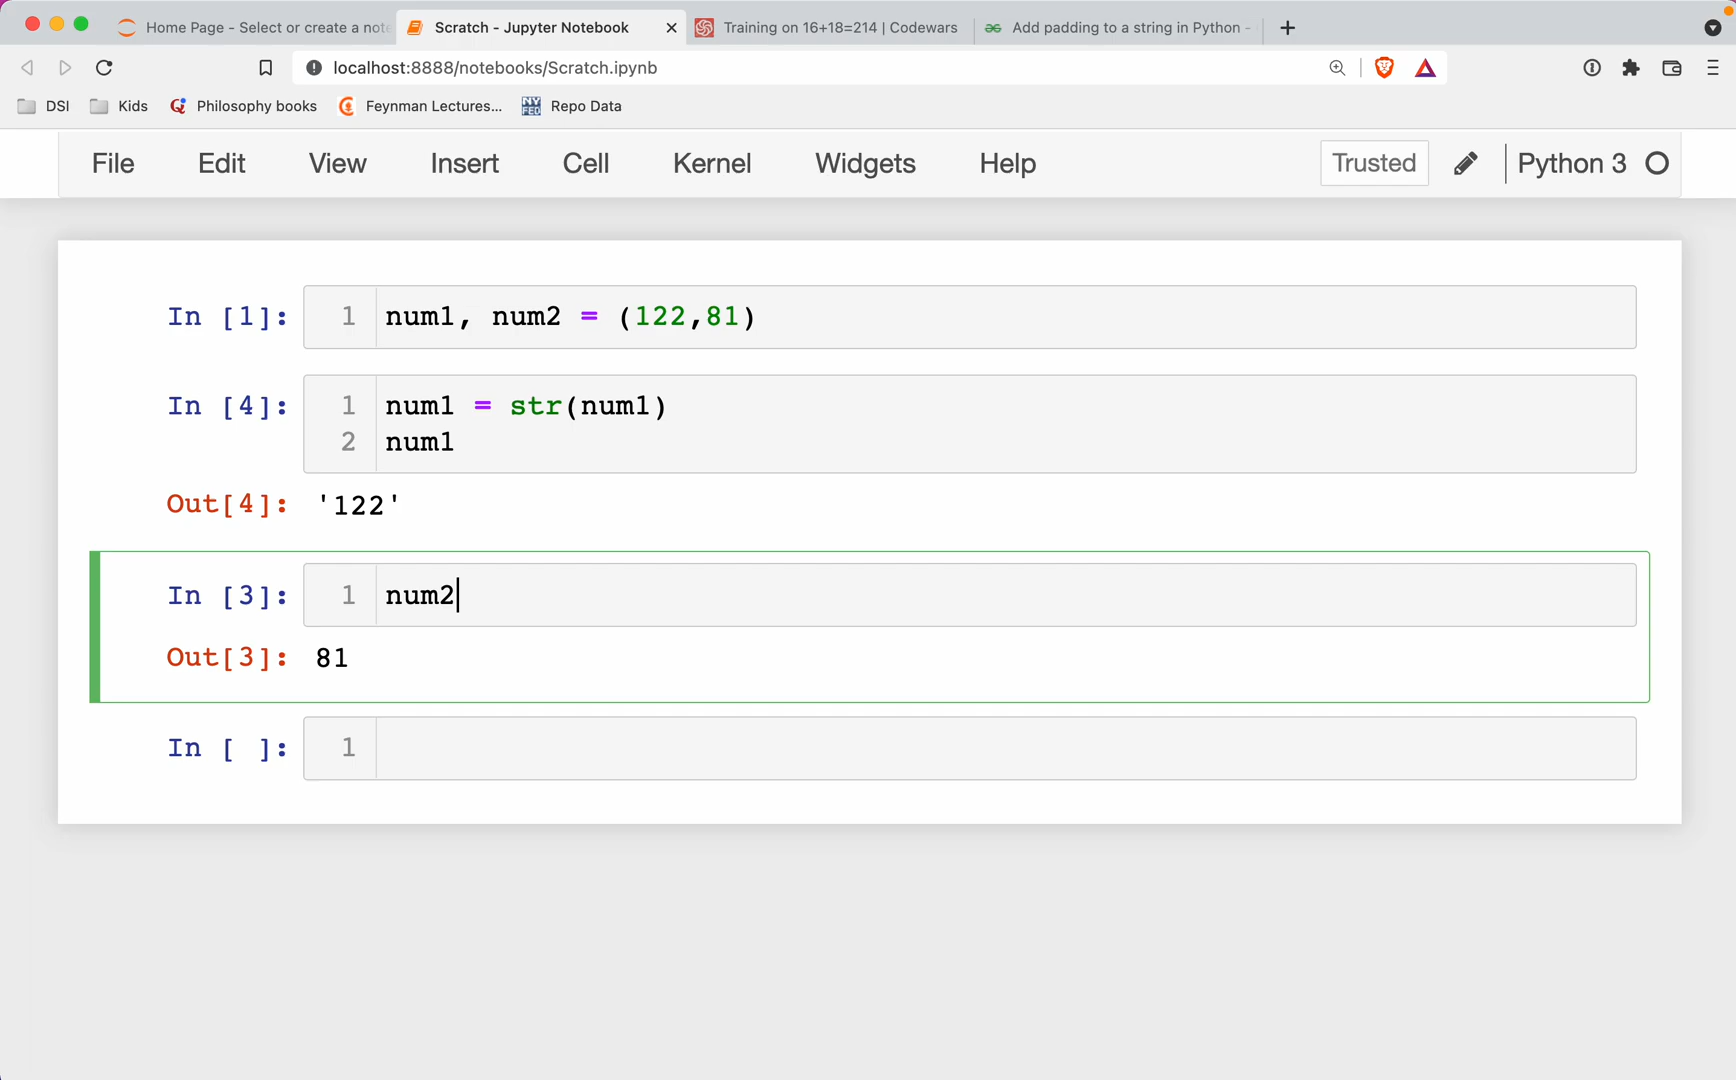 Home Page - Select or create a note
Scratch - Jupyter Notebook
Training on 16+18=214 | Codewars
Add padding to a string in Python -
localhost:8888/notebooks/Scratch.ipynb
DSI
Kids
Philosophy books
Feynman Lectures...
NY FED
Repo Data
File Edit View Insert Cell Kernel Widgets Help
Trusted
Python 3
In [1]: 1 num1, num2 = (122,81)
In [4]: 1 num1 = str(num1)
2 num1
Out[4]: '122'
In [3]: 1 num2
Out[3]: 81
In [ ]: 1